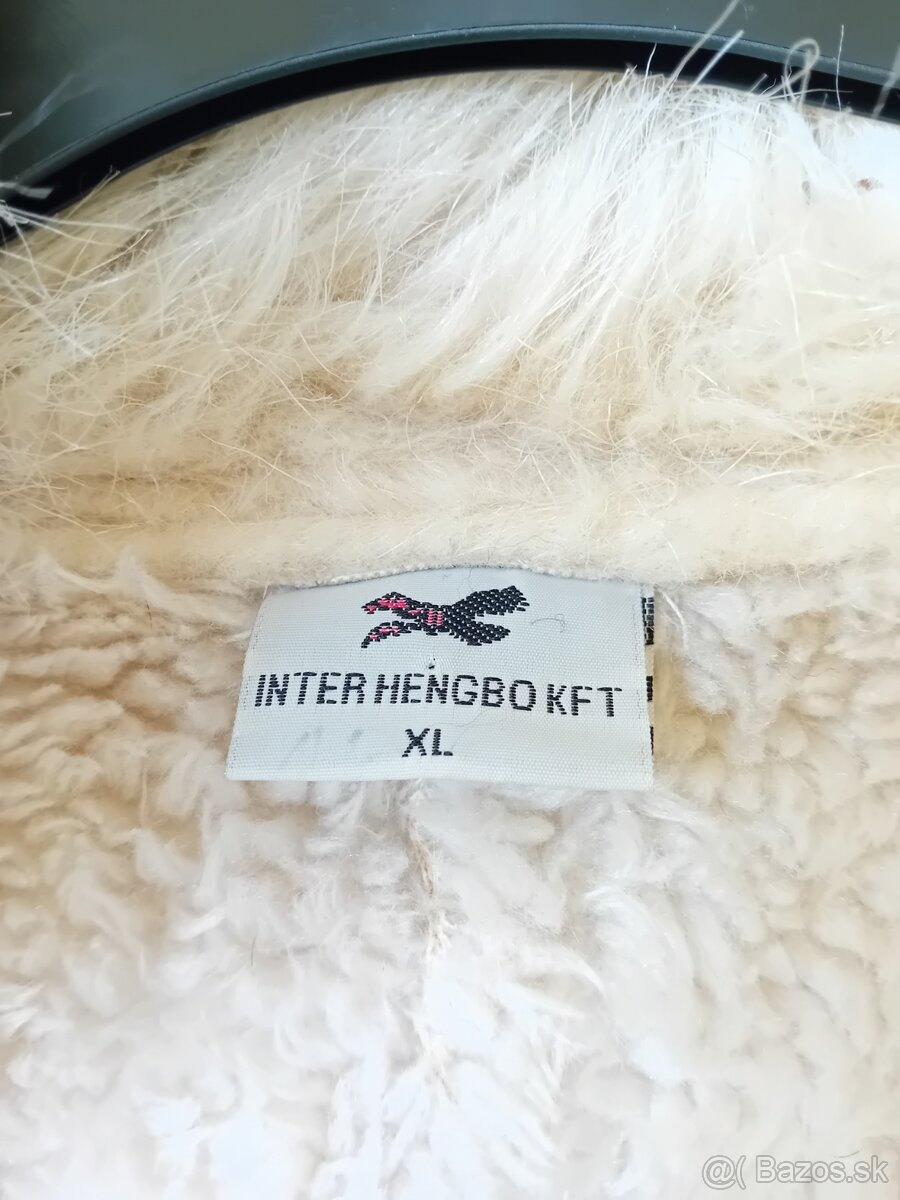 INTER HENGBO KFT
XL
@( Bazos.sk